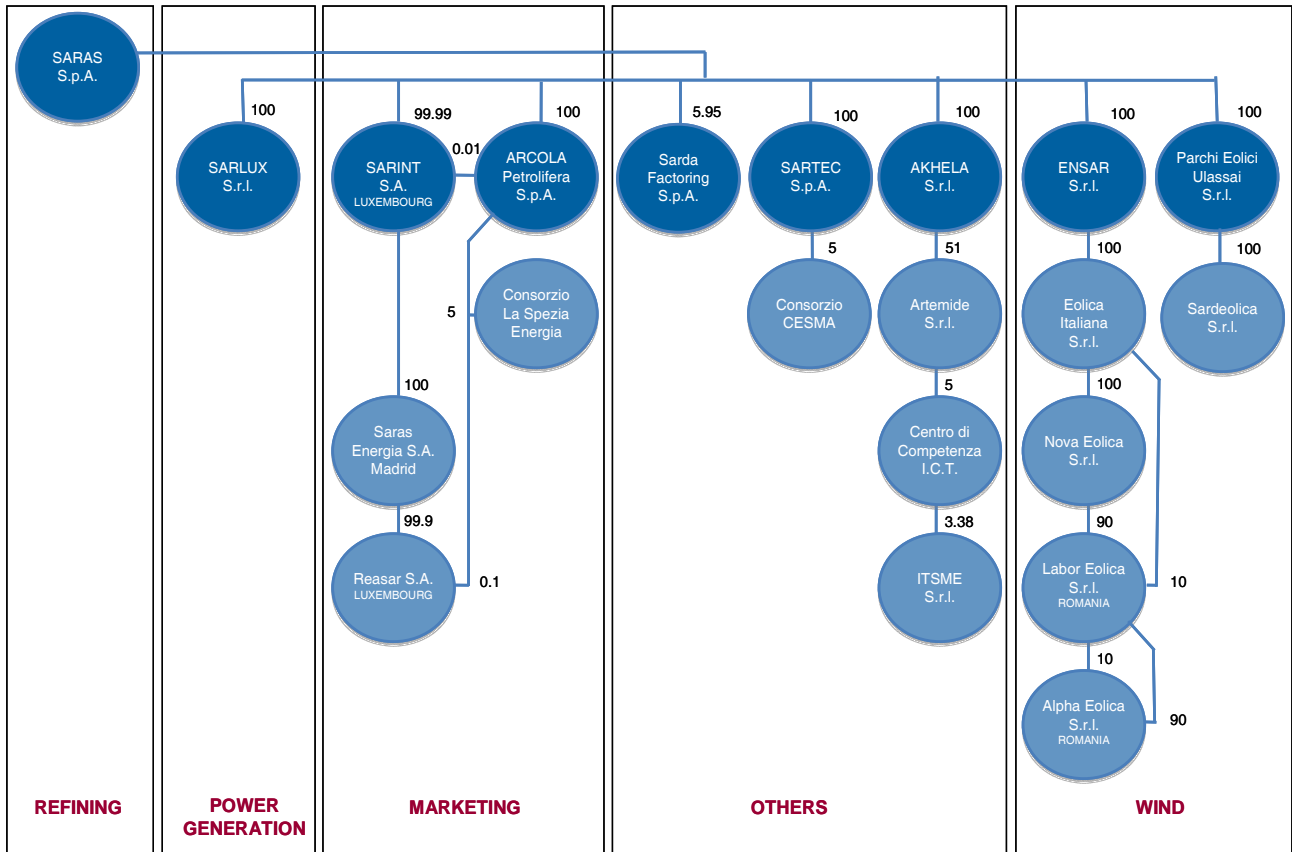 SARAS
S.p.A.
100
99.99
100
5.95
100
100
100
100
SARLUX
S.r.l.
SARINT
S.A.
LUXEMBOURG
0.01
ARCOLA
Petrolifera
S.p.A.
Sarda
Factoring
S.p.A.
SARTEC
S.p.A.
AKHELA
S.r.l.
ENSAR
S.r.l.
Parchi Eolici
Ulassai
S.r.l.
5
51
100
100
5
Consorzio
La Spezia
Energia
Consorzio
CESMA
Artemide
S.r.l.
Eolica
Italiana
S.r.l.
Sardeolica
S.r.l.
100
5
100
Saras
Energia S.A.
Madrid
Centro di
Competenza
I.C.T.
Nova Eolica
S.r.l.
99.9
3.38
90
Reasar S.A.
LUXEMBOURG
0.1
ITSME
S.r.l.
Labor Eolica
S.r.l.
ROMANIA
10
10
Alpha Eolica
S.r.l.
ROMANIA
90
REFINING
POWER
GENERATION
MARKETING
OTHERS
WIND